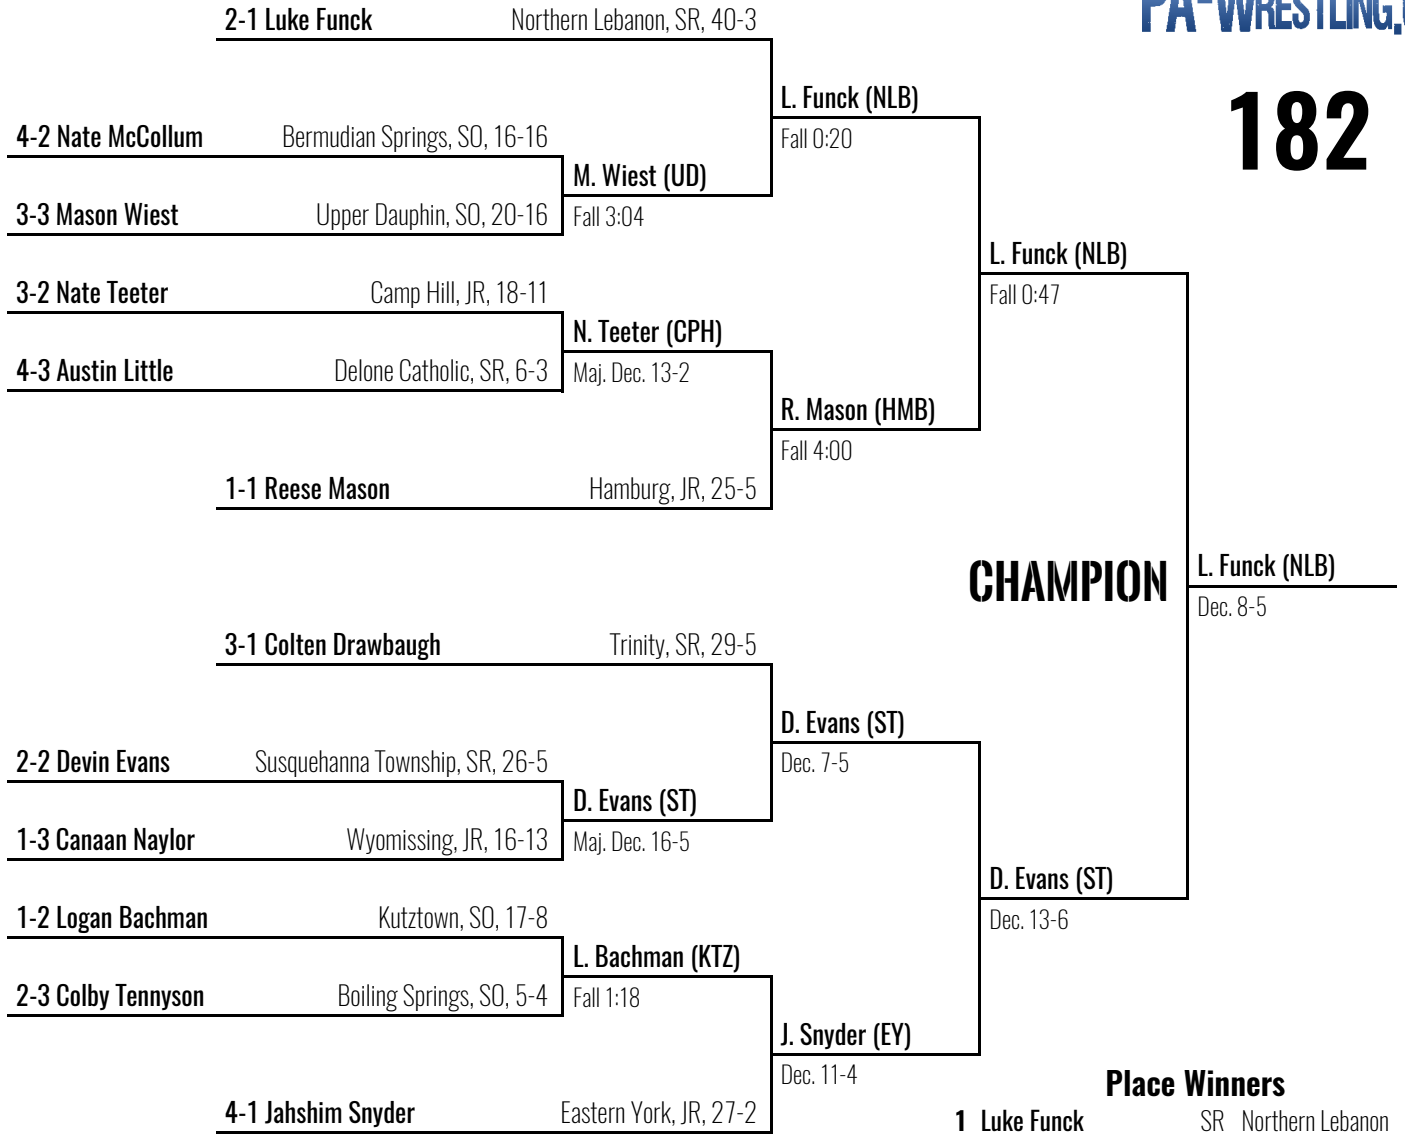 2-1 Luke Funck Northern Lebanon, SR, 40-3
PA-WRESTLING.
182
L. Funck (NLB)
Fall 0:20
4-2 Nate McCollum Bermudian Springs, SO, 16-16
M. Wiest (UD)
Fall 3:04
3-3 Mason Wiest Upper Dauphin, SO, 20-16
L. Funck (NLB)
Fall 0:47
3-2 Nate Teeter Camp Hill, JR, 18-11
N. Teeter (CPH)
Maj. Dec. 13-2
4-3 Austin Little Delone Catholic, SR, 6-3
R. Mason (HMB)
Fall 4:00
1-1 Reese Mason Hamburg, JR, 25-5
CHAMPION
L. Funck (NLB)
Dec. 8-5
3-1 Colten Drawbaugh Trinity, SR, 29-5
D. Evans (ST)
Dec. 7-5
2-2 Devin Evans Susquehanna Township, SR, 26-5
D. Evans (ST)
Maj. Dec. 16-5
1-3 Canaan Naylor Wyomissing, JR, 16-13
D. Evans (ST)
Dec. 13-6
1-2 Logan Bachman Kutztown, SO, 17-8
L. Bachman (KTZ)
Fall 1:18
2-3 Colby Tennyson Boiling Springs, SO, 5-4
J. Snyder (EY)
Dec. 11-4
4-1 Jahshim Snyder Eastern York, JR, 27-2
Place Winners
1 Luke Funck SR Northern Lebanon